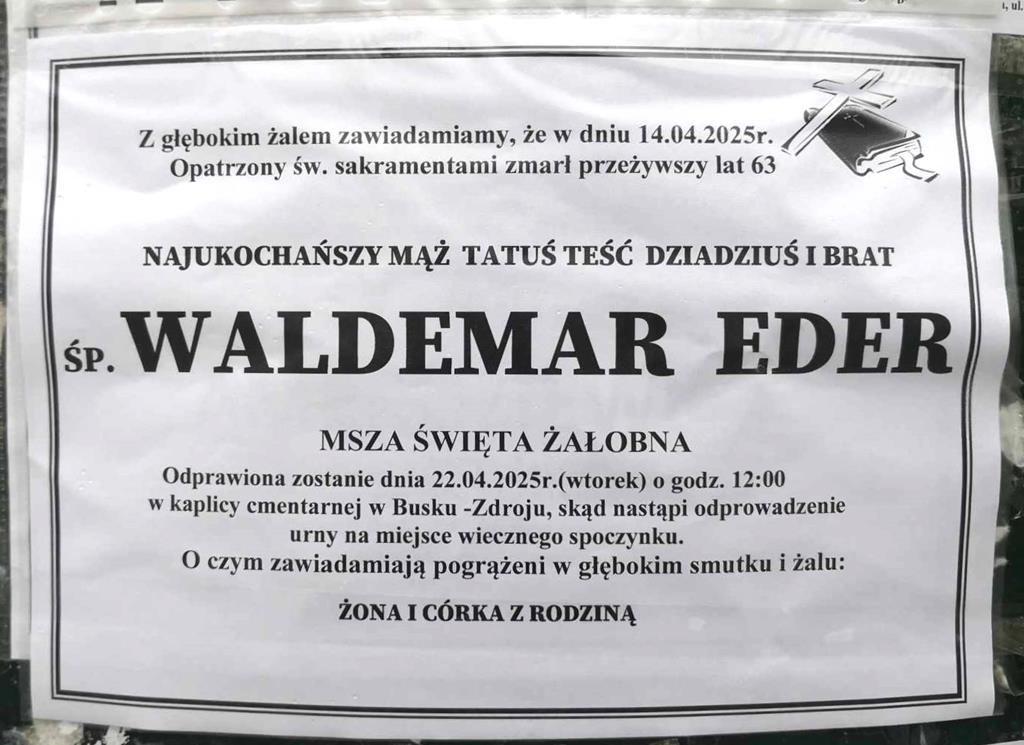 , ul.
Z głębokim żalem zawiadamiamy, że w dniu 14.04.2025r.
Opatrzony św. sakramentami zmarł przeżywszy lat 63
NAJUKOCHAŃSZY MĄŻ TATUŚ TEŚĆ DZIADZIUŚ I BRAT
ŚP. WALDEMAR EDER
MSZA ŚWIĘTA ŻAŁOBNA
Odprawiona zostanie dnia 22.04.2025r.(wtorek) o godz. 12:00
w kaplicy cmentarnej w Busku -Zdroju, skąd nastąpi odprowadzenie
urny na miejsce wiecznego spoczynku.
O czym zawiadamiają pogrążeni w głębokim smutku i żalu:
ŻONA I CÓRKA Z RODZINĄ